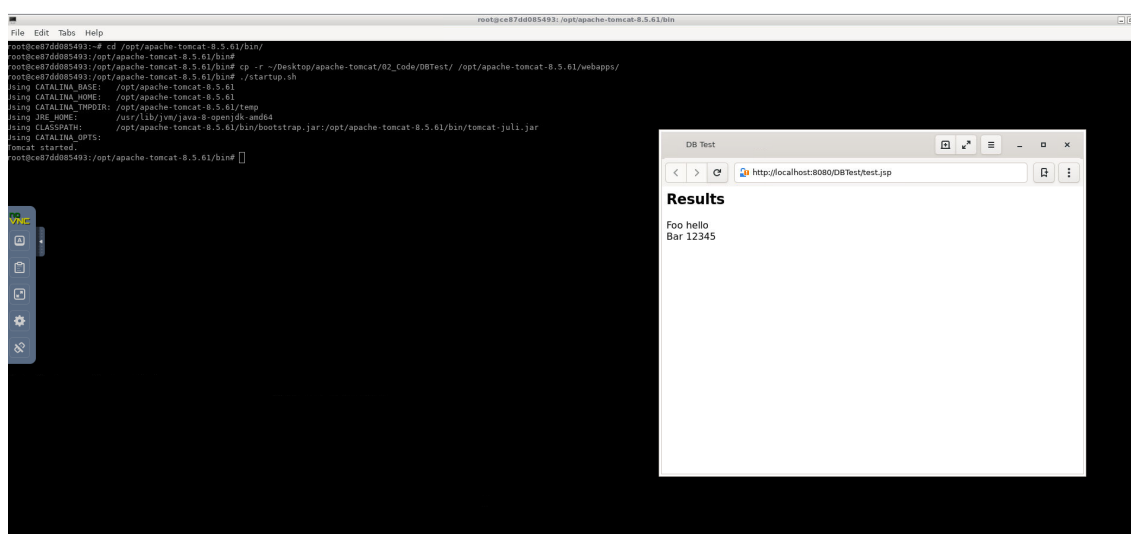 root@ce87dd085493: /opt/apache-tomcat-8.5.61/bin
File Edit Tabs Help
root@ce87dd085493:~# cd /opt/apache-tomcat-8.5.61/bin/
root@ce87dd085493:/opt/apache-tomcat-8.5.61/bin#
root@ce87dd085493:/opt/apache-tomcat-8.5.61/bin# cp -r ~/Desktop/apache-tomcat/02_Code/DBTest/ /opt/apache-tomcat-8.5.61/webapps/
root@ce87dd085493:/opt/apache-tomcat-8.5.61/bin# ./startup.sh
Using CATALINA_BASE:   /opt/apache-tomcat-8.5.61
Using CATALINA_HOME:   /opt/apache-tomcat-8.5.61
Using CATALINA_TMPDIR: /opt/apache-tomcat-8.5.61/temp
Using JRE_HOME:        /usr/lib/jvm/java-8-openjdk-amd64
Using CLASSPATH:       /opt/apache-tomcat-8.5.61/bin/bootstrap.jar:/opt/apache-tomcat-8.5.61/bin/tomcat-juli.jar
Using CATALINA_OPTS:
Tomcat started.
root@ce87dd085493:/opt/apache-tomcat-8.5.61/bin#
noVNC
A
DB Test
http://localhost:8080/DBTest/test.jsp
Results
Foo hello
Bar 12345